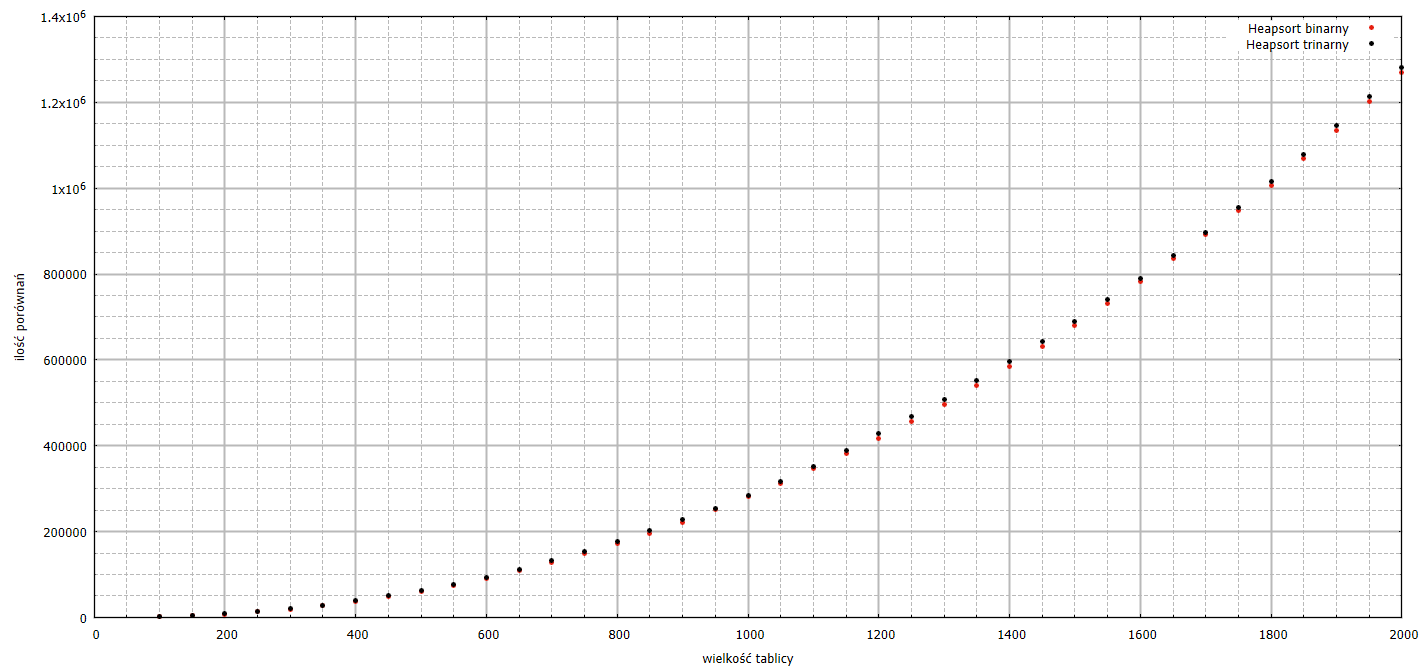 1.4x10⁶
1.2x10⁶
1x10⁶
800000
600000
400000
200000
0
ilość porównań
Heapsort binarny
Heapsort trinarny
0 200 400 600 800 1000 1200 1400 1600 1800 2000
wielkość tablicy